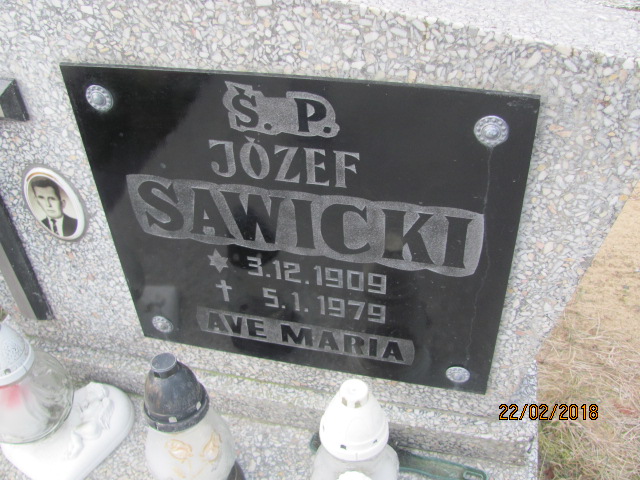 Ś. P.
JÓZEF
SAWICKI
3.12.1909
† 5.1.1979
AVE MARIA
22/02/2018